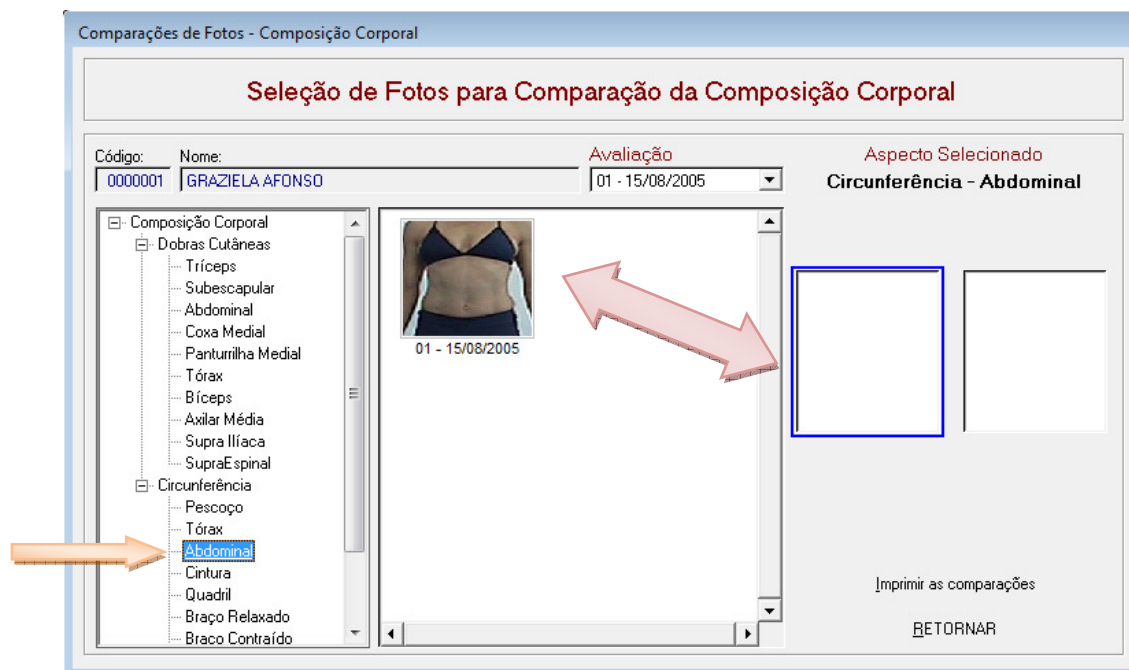 Comparações de Fotos - Composição Corporal
Seleção de Fotos para Comparação da Composição Corporal
Código: Nome: Avaliação
0000001 GRAZIELA AFONSO 01 - 15/08/2005
Aspecto Selecionado
Circunferência - Abdominal
Composição Corporal
Dobras Cutâneas
Tríceps
Subescapular
Abdominal
Coxa Medial
Panturrilha Medial
Tórax
Bíceps
Axilar Média
Supra Ilíaca
SupraEspinal
Circunferência
Pescoço
Tórax
Abdominal
Cintura
Quadril
Braço Relaxado
Braco Contraído
01 - 15/08/2005
Imprimir as comparações
RETORNAR